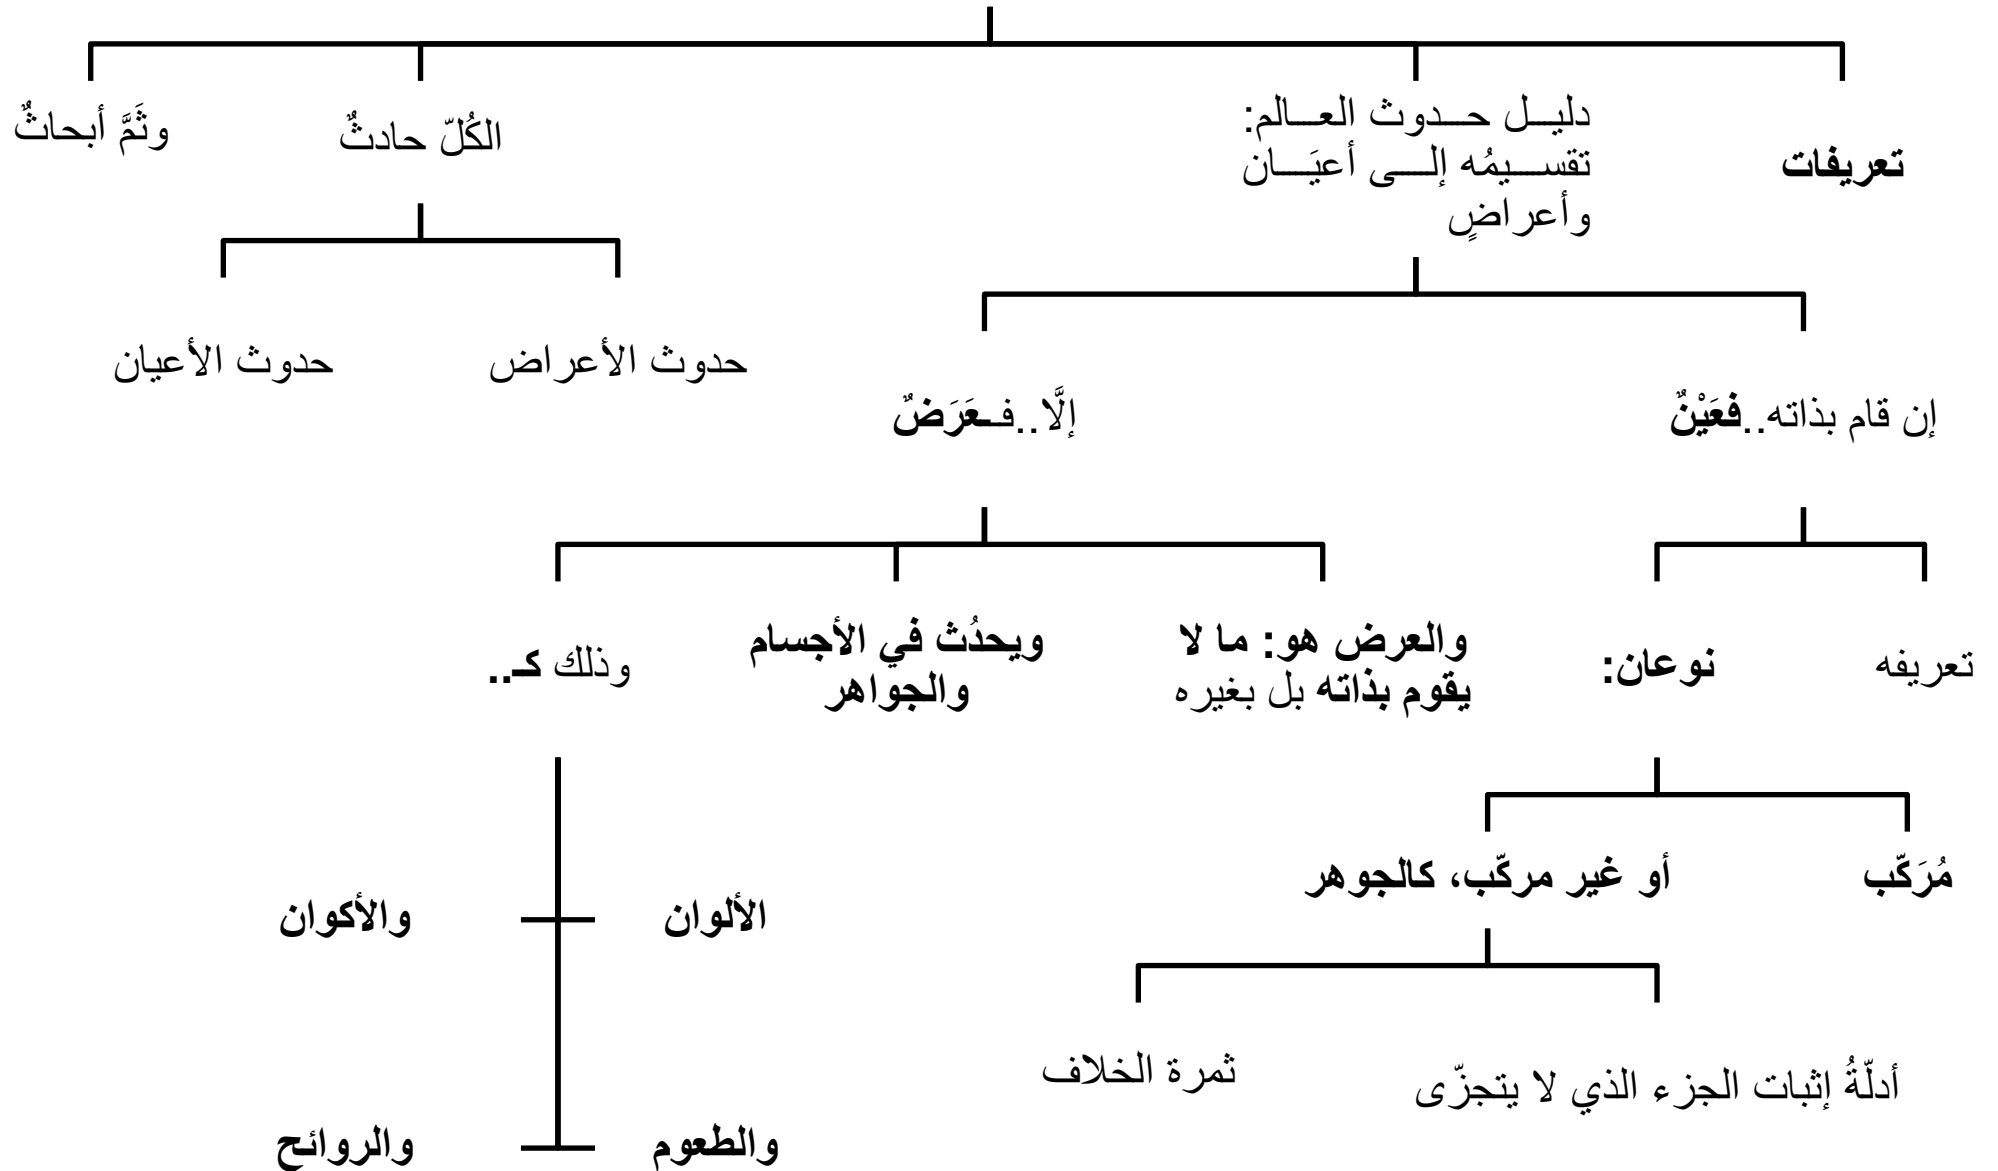 تعريفات
دليل حدوث العالم:
تقسيمُه إلى أعيَان
وأعراضٍ
الكُلّ حادثٌ
وثَمَّ أبحاثٌ
حدوث الأعراض
حدوث الأعيان
إن قام بذاته..فعَيْنٌ
إلَّا..فـعَرَضٌ
تعريفه
نوعان:
والعرض هو: ما لا
يقوم بذاته بل بغيره
ويحدُث في الأجسام
والجواهر
وذلك كـ..
مُرَكّب
أو غير مركّب، كالجوهر
الألوان
والأكوان
أدلّةُ إثبات الجزء الذي لا يتجزّى
ثمرة الخلاف
والطعوم
والروائح